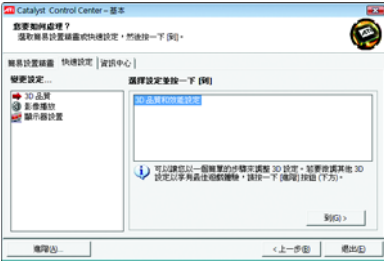 Catalyst Control Center - 基本
您要如何處理？
選取簡易設置精靈或快速設定，然後按一下 [到]。
簡易設置精靈 快速設定 資訊中心
變更設定...
3D 品質
影像播放
顯示器設置
選擇設定並按一下 [到]
3D 品質和效能設定
可以讓您以一個簡單的步驟來調整 3D 設定。若要微調其他 3D
設定以享有最佳遊戲體驗，請按一下 [進階] 按鈕 (下方)。
到(G) >
進階(A)...
< 上一步(B)
退出(E)